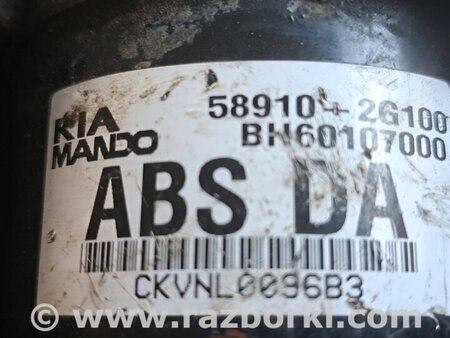 KIA 58910-2G100
MANDO BH60107000
ABS DA
CKVNL0096B3
© www.razborki.com